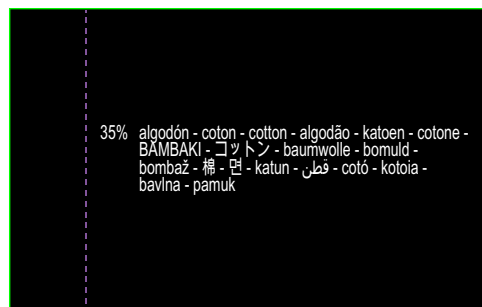 35% algodón - coton - cotton - algodão - katoen - cotone -
BAMBAKI - コットン - baumwolle - bomuld -
bombaž - 棉 - 면 - katun - قطن - cotó - kotoia -
bavlna - pamuk